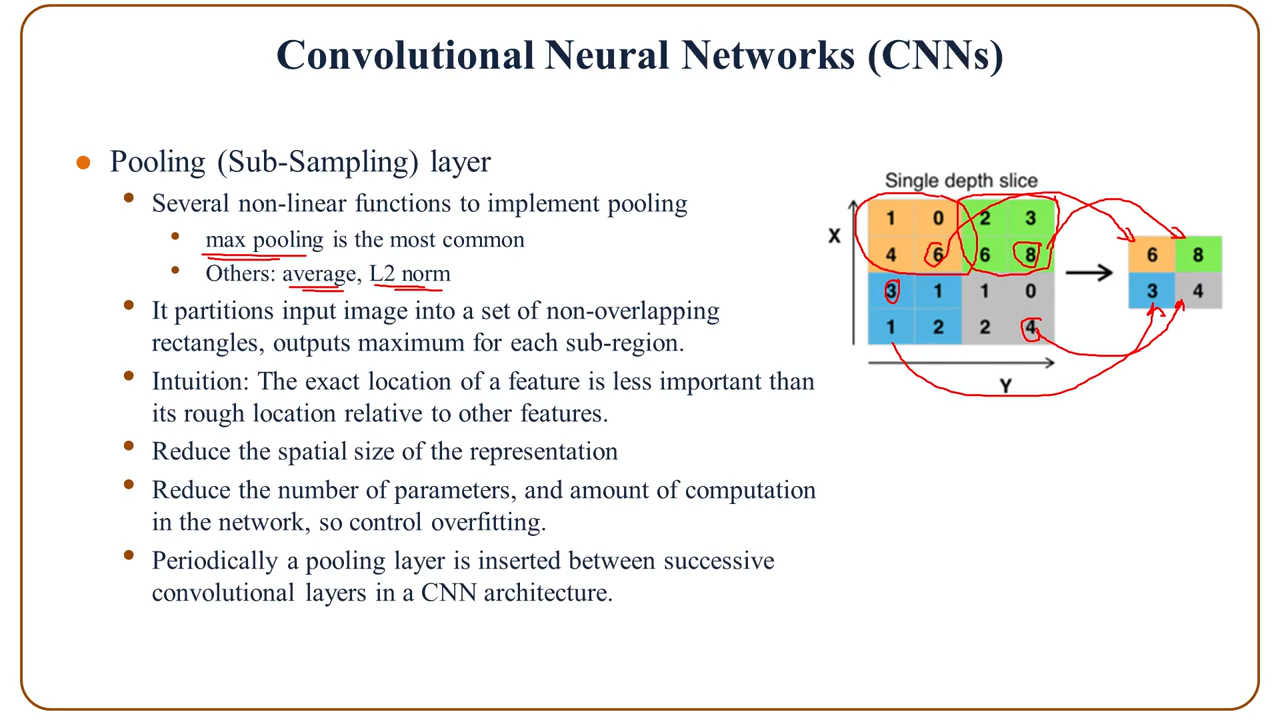 Convolutional Neural Networks (CNNs)
Pooling (Sub-Sampling) layer
Several non-linear functions to implement pooling
max pooling is the most common
Others: average, L2 norm
It partitions input image into a set of non-overlapping
rectangles, outputs maximum for each sub-region.
Intuition: The exact location of a feature is less important than
its rough location relative to other features.
Reduce the spatial size of the representation
Reduce the number of parameters, and amount of computation
in the network, so control overfitting.
Periodically a pooling layer is inserted between successive
convolutional layers in a CNN architecture.
Single depth slice
X
1 0 2 3
4 6 6 8
3 1 1 0
1 2 2 4
Y
6 8
3 4